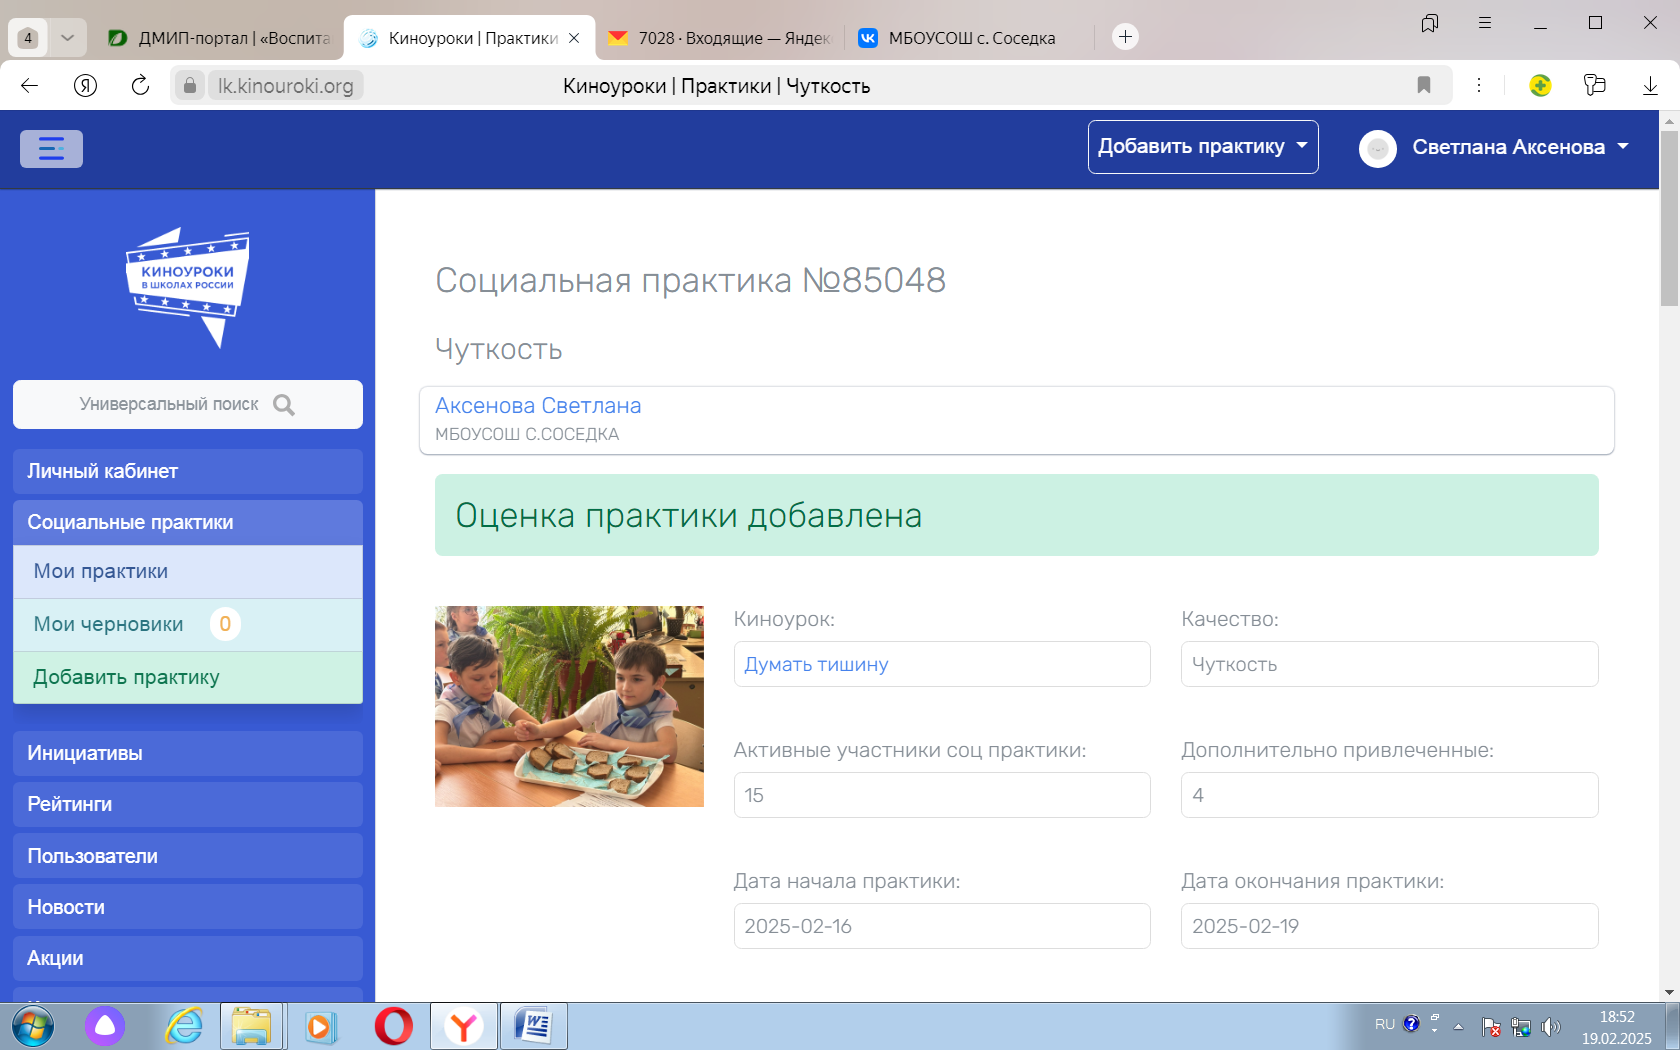 4
ДМИП-портал | «Воспита
Киноуроки | Практики
7028 · Входящие — Яндек
МБОУСОШ с. Соседка
lk.kinouroki.org
Киноуроки | Практики | Чуткость
Добавить практику
Светлана Аксенова
КИНОУРОКИ
В ШКОЛАХ РОССИИ
Универсальный поиск
Личный кабинет
Социальные практики
Мои практики
Мои черновики 0
Добавить практику
Инициативы
Рейтинги
Пользователи
Новости
Акции
Социальная практика №85048
Чуткость
Аксенова Светлана
МБОУСОШ С.СОСЕДКА
Оценка практики добавлена
Киноурок:
Думать тишину
Качество:
Чуткость
Активные участники соц практики:
15
Дополнительно привлеченные:
4
Дата начала практики:
2025-02-16
Дата окончания практики:
2025-02-19
RU
18:52
19.02.2025